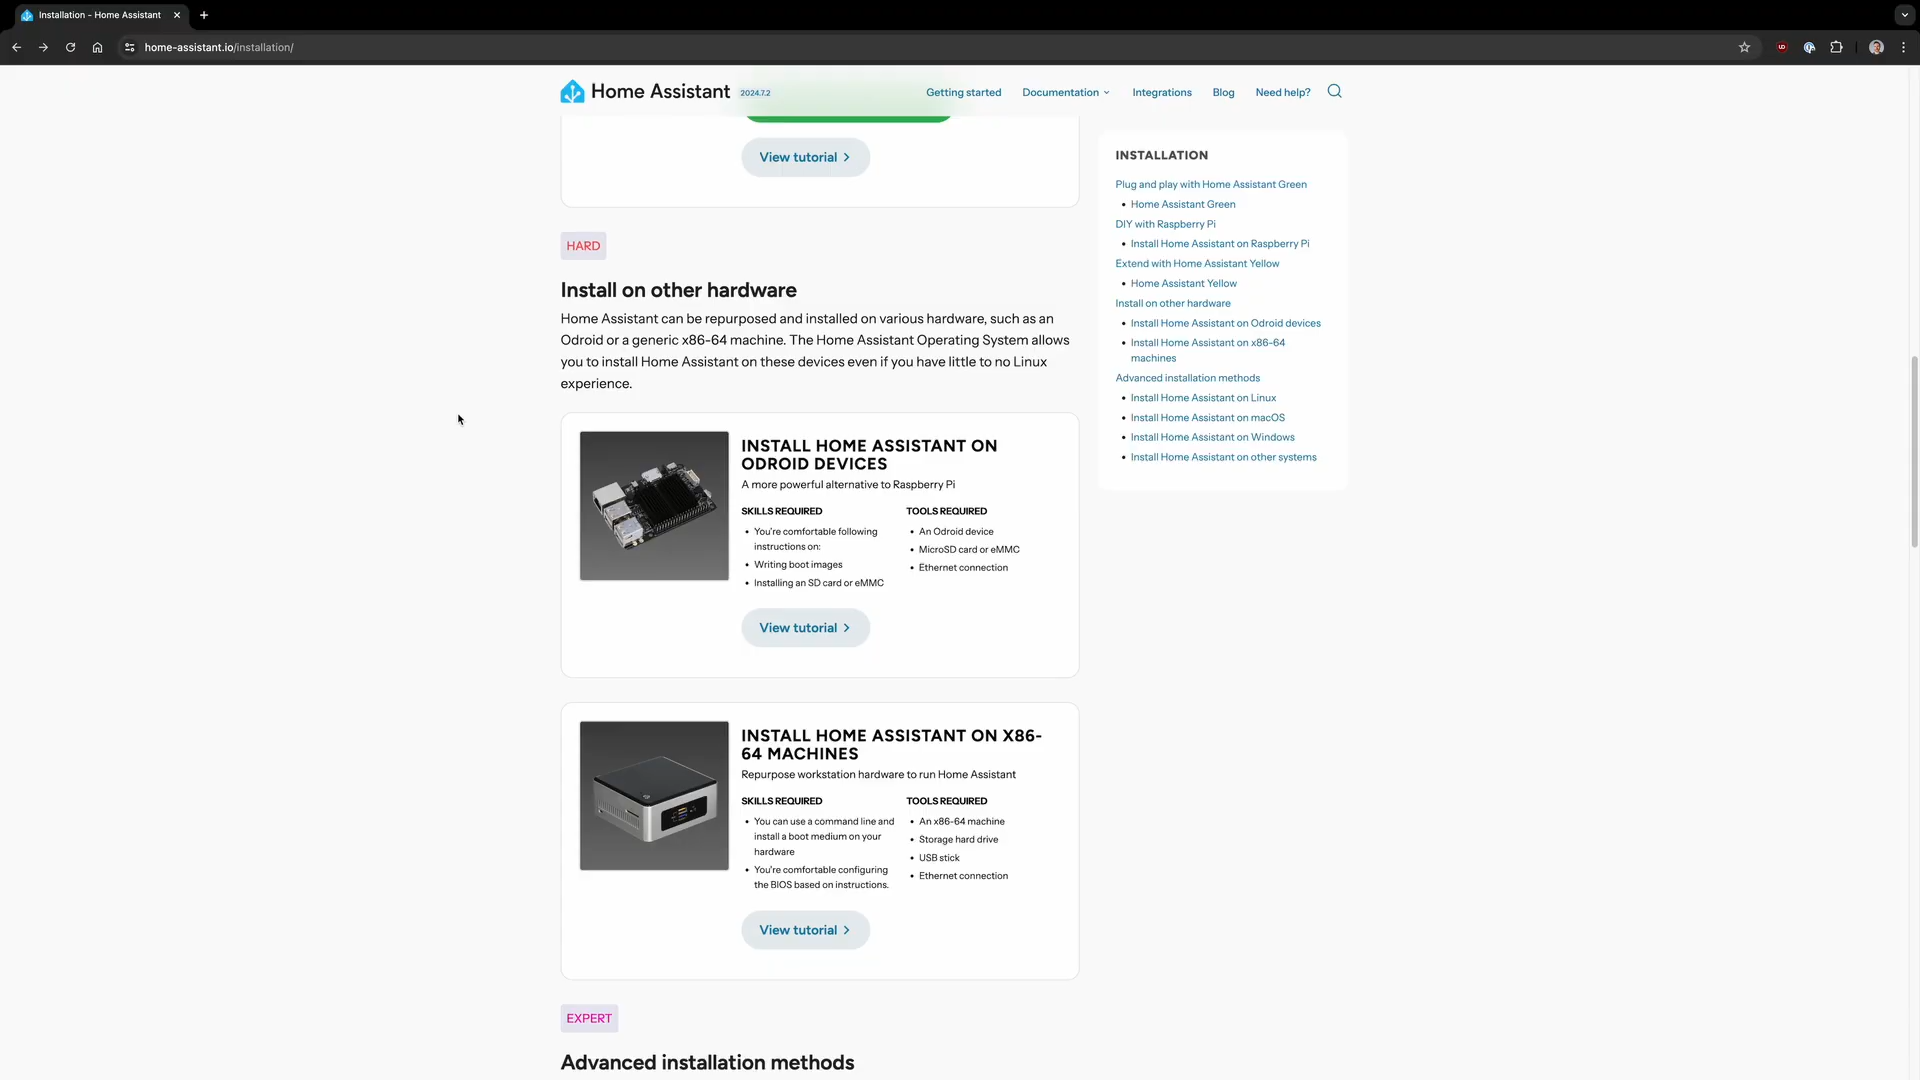 Installation - Home Assistant
home-assistant.io/installation/
Home Assistant 2024.7.2
Getting started
Documentation
Integrations
Blog
Need help?
View tutorial
HARD
Install on other hardware
Home Assistant can be repurposed and installed on various hardware, such as an
Odroid or a generic x86-64 machine. The Home Assistant Operating System allows
you to install Home Assistant on these devices even if you have little to no Linux
experience.
INSTALL HOME ASSISTANT ON
ODROID DEVICES
A more powerful alternative to Raspberry Pi
SKILLS REQUIRED
• You're comfortable following
instructions on:
• Writing boot images
• Installing an SD card or eMMC
TOOLS REQUIRED
• An Odroid device
• MicroSD card or eMMC
• Ethernet connection
View tutorial
INSTALL HOME ASSISTANT ON X86-
64 MACHINES
Repurpose workstation hardware to run Home Assistant
SKILLS REQUIRED
• You can use a command line and
install a boot medium on your
hardware
• You're comfortable configuring
the BIOS based on instructions.
TOOLS REQUIRED
• An x86-64 machine
• Storage hard drive
• USB stick
• Ethernet connection
View tutorial
EXPERT
Advanced installation methods
INSTALLATION
Plug and play with Home Assistant Green
• Home Assistant Green
DIY with Raspberry Pi
• Install Home Assistant on Raspberry Pi
Extend with Home Assistant Yellow
• Home Assistant Yellow
Install on other hardware
• Install Home Assistant on Odroid devices
• Install Home Assistant on x86-64
machines
Advanced installation methods
• Install Home Assistant on Linux
• Install Home Assistant on macOS
• Install Home Assistant on Windows
• Install Home Assistant on other systems